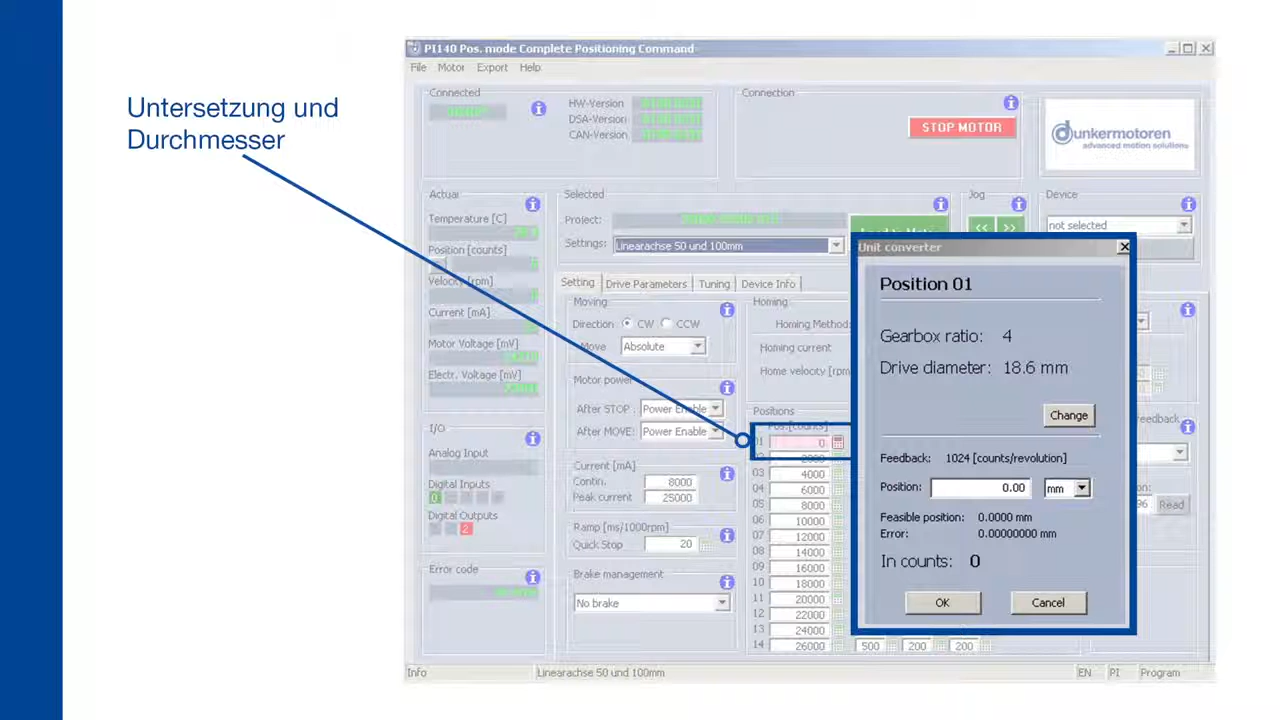 Untersetzung und
Durchmesser
PI140 Pos. mode Complete Positioning Command
File Motor Export Help
Connected
HW-Version
DSA-Version
CAN-Version
Connection
STOP MOTOR
dunkermotoren
advanced motion solutions
Actual
Temperature [C]
Position [counts]
Velocity [rpm]
Current [mA]
Motor Voltage [mV]
Electr. Voltage [mV]
I/O
Analog Input
Digital Inputs
0
Digital Outputs
2
Error code
Selected
Project:
Settings: Linearachse 50 und 100mm
Jog
<< >>
Device
not selected
Setting Drive Parameters Tuning Device Info
Moving
Direction CW CCW
Move Absolute
Motor power
After STOP : Power Enable
After MOVE: Power Enable
Current [mA]
Contin. 8000
Peak current 25000
Ramp [ms/1000rpm]
Quick Stop 20
Brake management
No brake
Homing
Homing Method:
Homing current
Home velocity [rpm
Positions
Pos.[counts]
01 0
02 2000
03 4000
04 6000
05 8000
06 10000
07 12000
08 14000
09 16000
10 18000
11 20000
12 22000
13 24000
14 26000 500 200 200
Unit converter
Position 01
Gearbox ratio: 4
Drive diameter: 18.6 mm
Change
Feedback: 1024 [counts/revolution]
Position: 0.00 mm
Feasible position: 0.0000 mm
Error: 0.00000000 mm
In counts: 0
OK Cancel
eedback
on:
96 Read
Info Linearachse 50 und 100mm EN PI Program